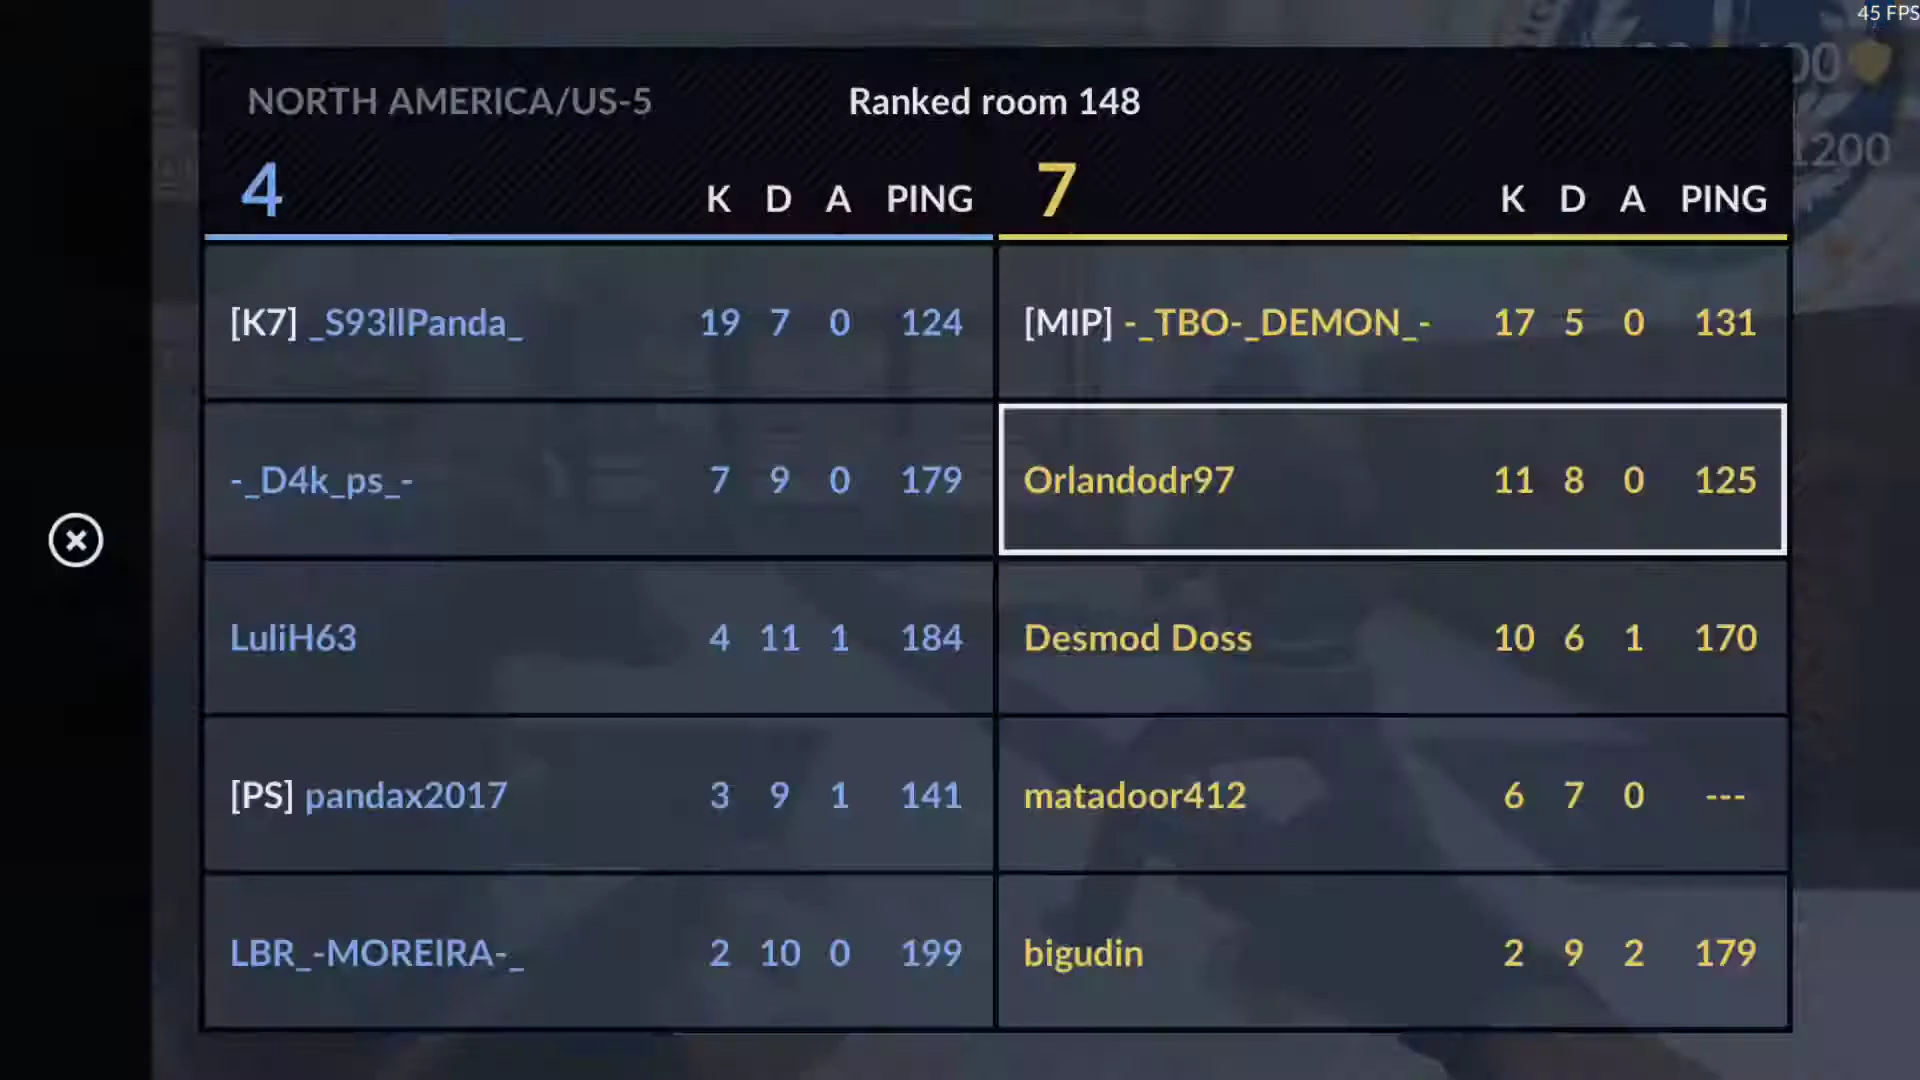 45 FPS
NORTH AMERICA/US-5 Ranked room 148
4 K D A PING 7 K D A PING
[K7] _S93llPanda_ 19 7 0 124 [MIP] -_TBO-_DEMON_- 17 5 0 131
-_D4k_ps_- 7 9 0 179 Orlandodr97 11 8 0 125
LuliH63 4 11 1 184 Desmod Doss 10 6 1 170
[PS] pandax2017 3 9 1 141 matadoor412 6 7 0 ---
LBR_-MOREIRA-_ 2 10 0 199 bigudin 2 9 2 179
1200